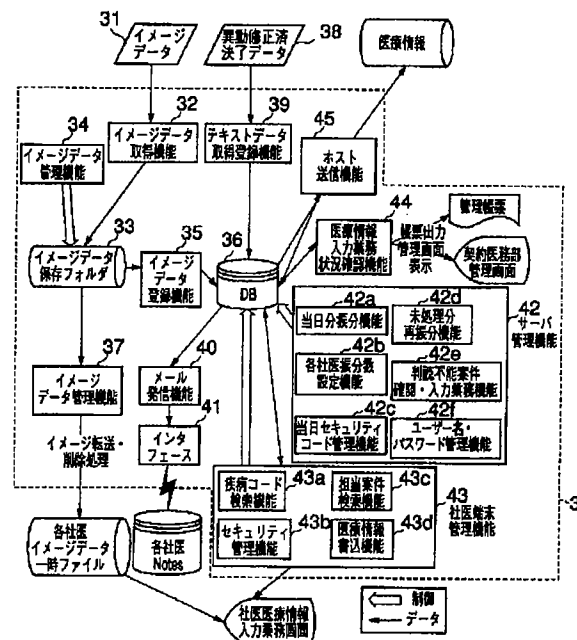 31
イメージ
データ
異動修正済
決了データ
38
医療情報
32
イメージデータ
取得機能
39
テキストデータ
取得登録機能
45
ホスト
送信機能
34
イメージデータ
管理機能
33
イメージデータ
保存フォルダ
35
イメージ
データ
登録機能
36
DB
44
医療情報
入力業務
状況確認機能
帳票出力
管理画面
表示
管理帳票
契約医務部
管理画面
37
イメージ
データ管理機能
40
メール
発信機能
41
インタ
フェース
42a
当日分振分機能
42d
未処理分
再振分機能
42b
各社医振分数
設定機能
42e
判読不能案件
確認・入力業務機能
42c
当日セキュリティ
コード管理機能
42f
ユーザー名・
パスワード管理機能
42
サーバ
管理機能
イメージ転送・
削除処理
43a
疾病コード
検索機能
43c
担当案件
検索機能
43b
セキュリティ
管理機能
43d
医療情報
書込機能
43
社医端末
管理機能
3
各社医
イメージデータ
一時ファイル
各社医
Notes
社医医療情報
入力業務画面
制御
データ